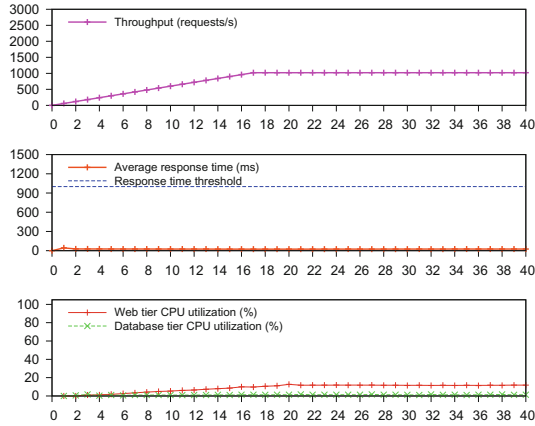 3000
2500
2000
1500
1000
500
0
Throughput (requests/s)
0 2 4 6 8 10 12 14 16 18 20 22 24 26 28 30 32 34 36 38 40
1500
1200
900
600
300
0
Average response time (ms)
Response time threshold
0 2 4 6 8 10 12 14 16 18 20 22 24 26 28 30 32 34 36 38 40
100
80
60
40
20
0
Web tier CPU utilization (%)
Database tier CPU utilization (%)
0 2 4 6 8 10 12 14 16 18 20 22 24 26 28 30 32 34 36 38 40